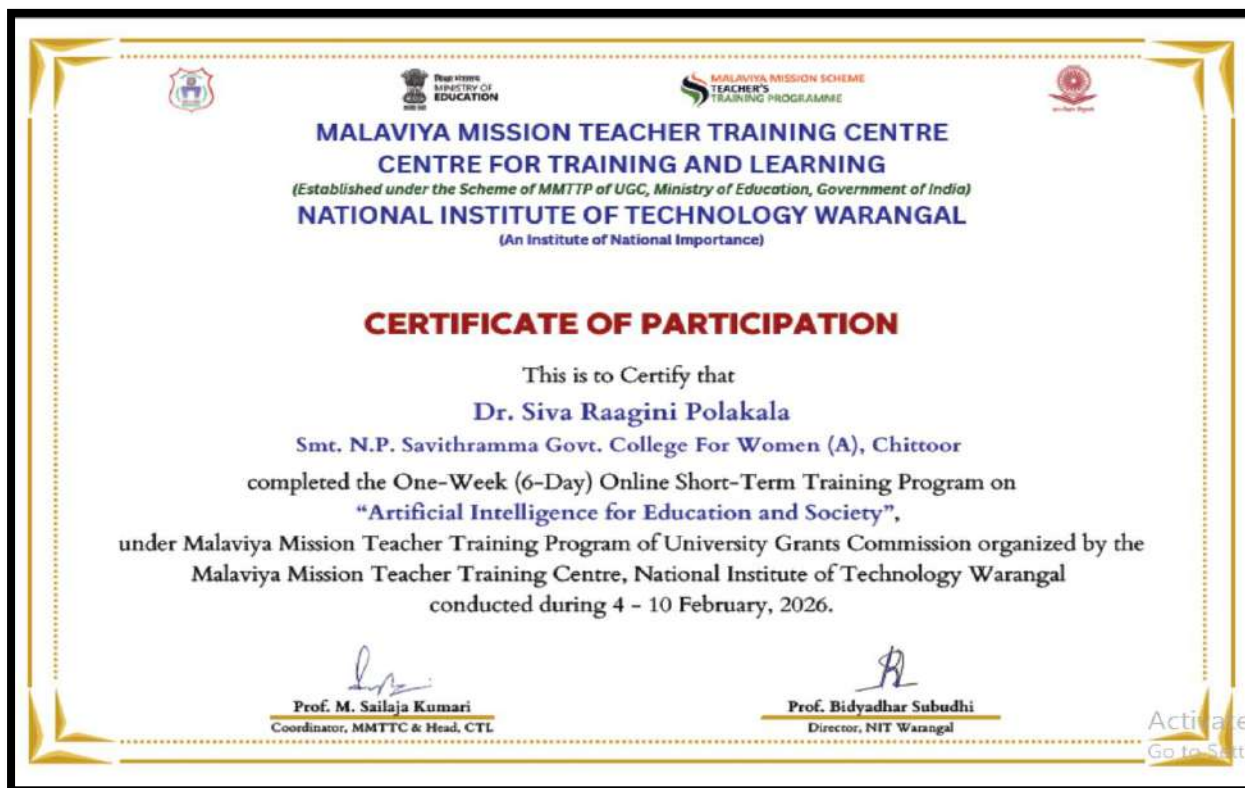 शिक्षा मंत्रालय
MINISTRY OF
EDUCATION
MALAVIYA MISSION SCHEME
TEACHER'S
TRAINING PROGRAMME
MALAVIYA MISSION TEACHER TRAINING CENTRE
CENTRE FOR TRAINING AND LEARNING
(Established under the Scheme of MMTTP of UGC, Ministry of Education, Government of India)
NATIONAL INSTITUTE OF TECHNOLOGY WARANGAL
(An Institute of National Importance)
CERTIFICATE OF PARTICIPATION
This is to Certify that
Dr. Siva Raagini Polakala
Smt. N.P. Savithramma Govt. College For Women (A), Chittoor
completed the One-Week (6-Day) Online Short-Term Training Program on
“Artificial Intelligence for Education and Society”,
under Malaviya Mission Teacher Training Program of University Grants Commission organized by the
Malaviya Mission Teacher Training Centre, National Institute of Technology Warangal
conducted during 4 - 10 February, 2026.
Prof. M. Sailaja Kumari
Coordinator, MMTTC & Head, CTL
Prof. Bidyadhar Subudhi
Director, NIT Warangal
Activate
Go to Sett